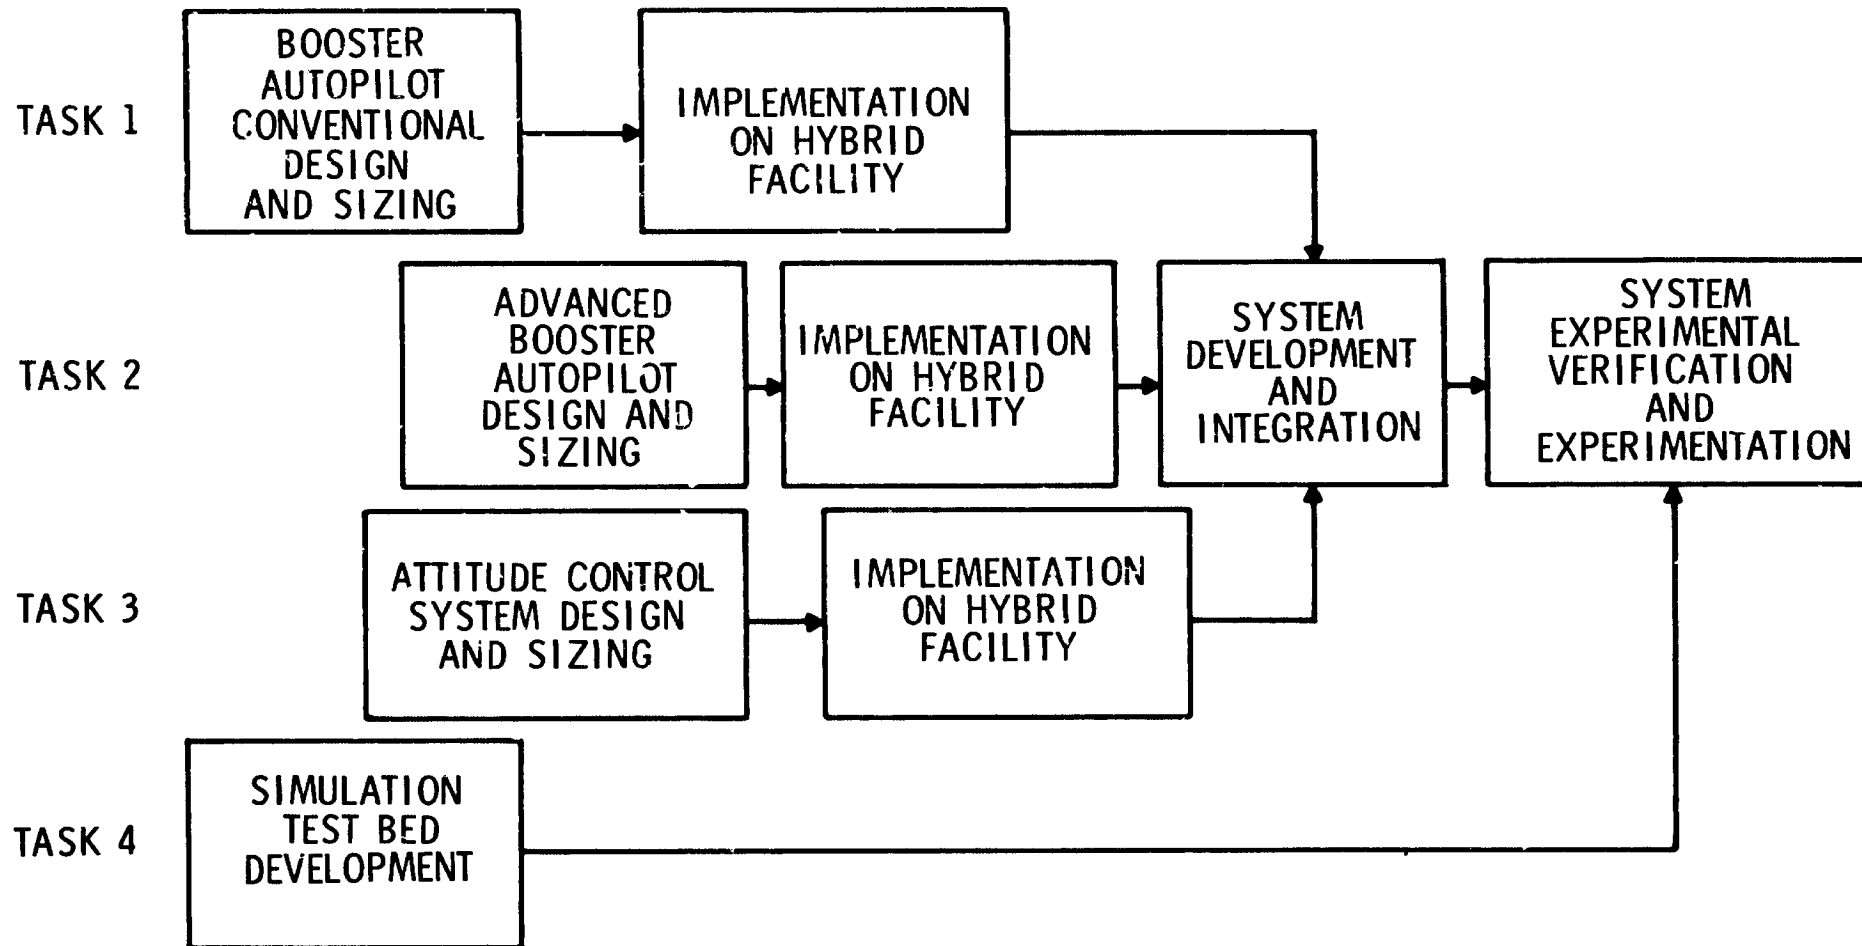 TASK 1
BOOSTER
AUTOPILOT
CONVENTIONAL
DESIGN
AND SIZING
IMPLEMENTATION
ON HYBRID
FACILITY
TASK 2
ADVANCED
BOOSTER
AUTOPILOT
DESIGN AND
SIZING
IMPLEMENTATION
ON HYBRID
FACILITY
SYSTEM
DEVELOPMENT
AND
INTEGRATION
SYSTEM
EXPERIMENTAL
VERIFICATION
AND
EXPERIMENTATION
TASK 3
ATTITUDE CONTROL
SYSTEM DESIGN
AND SIZING
IMPLEMENTATION
ON HYBRID
FACILITY
TASK 4
SIMULATION
TEST BED
DEVELOPMENT